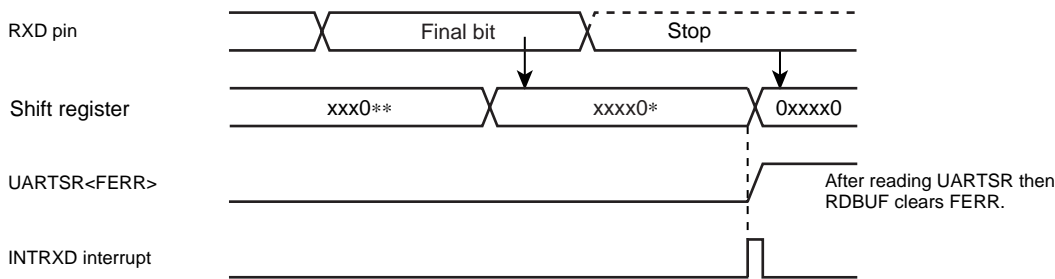 RXD pin
Final bit
Stop
Shift register
xxx0**
xxxx0*
0xxxx0
UARTSR<FERR>
After reading UARTSR then
RDBUF clears FERR.
INTRXD interrupt